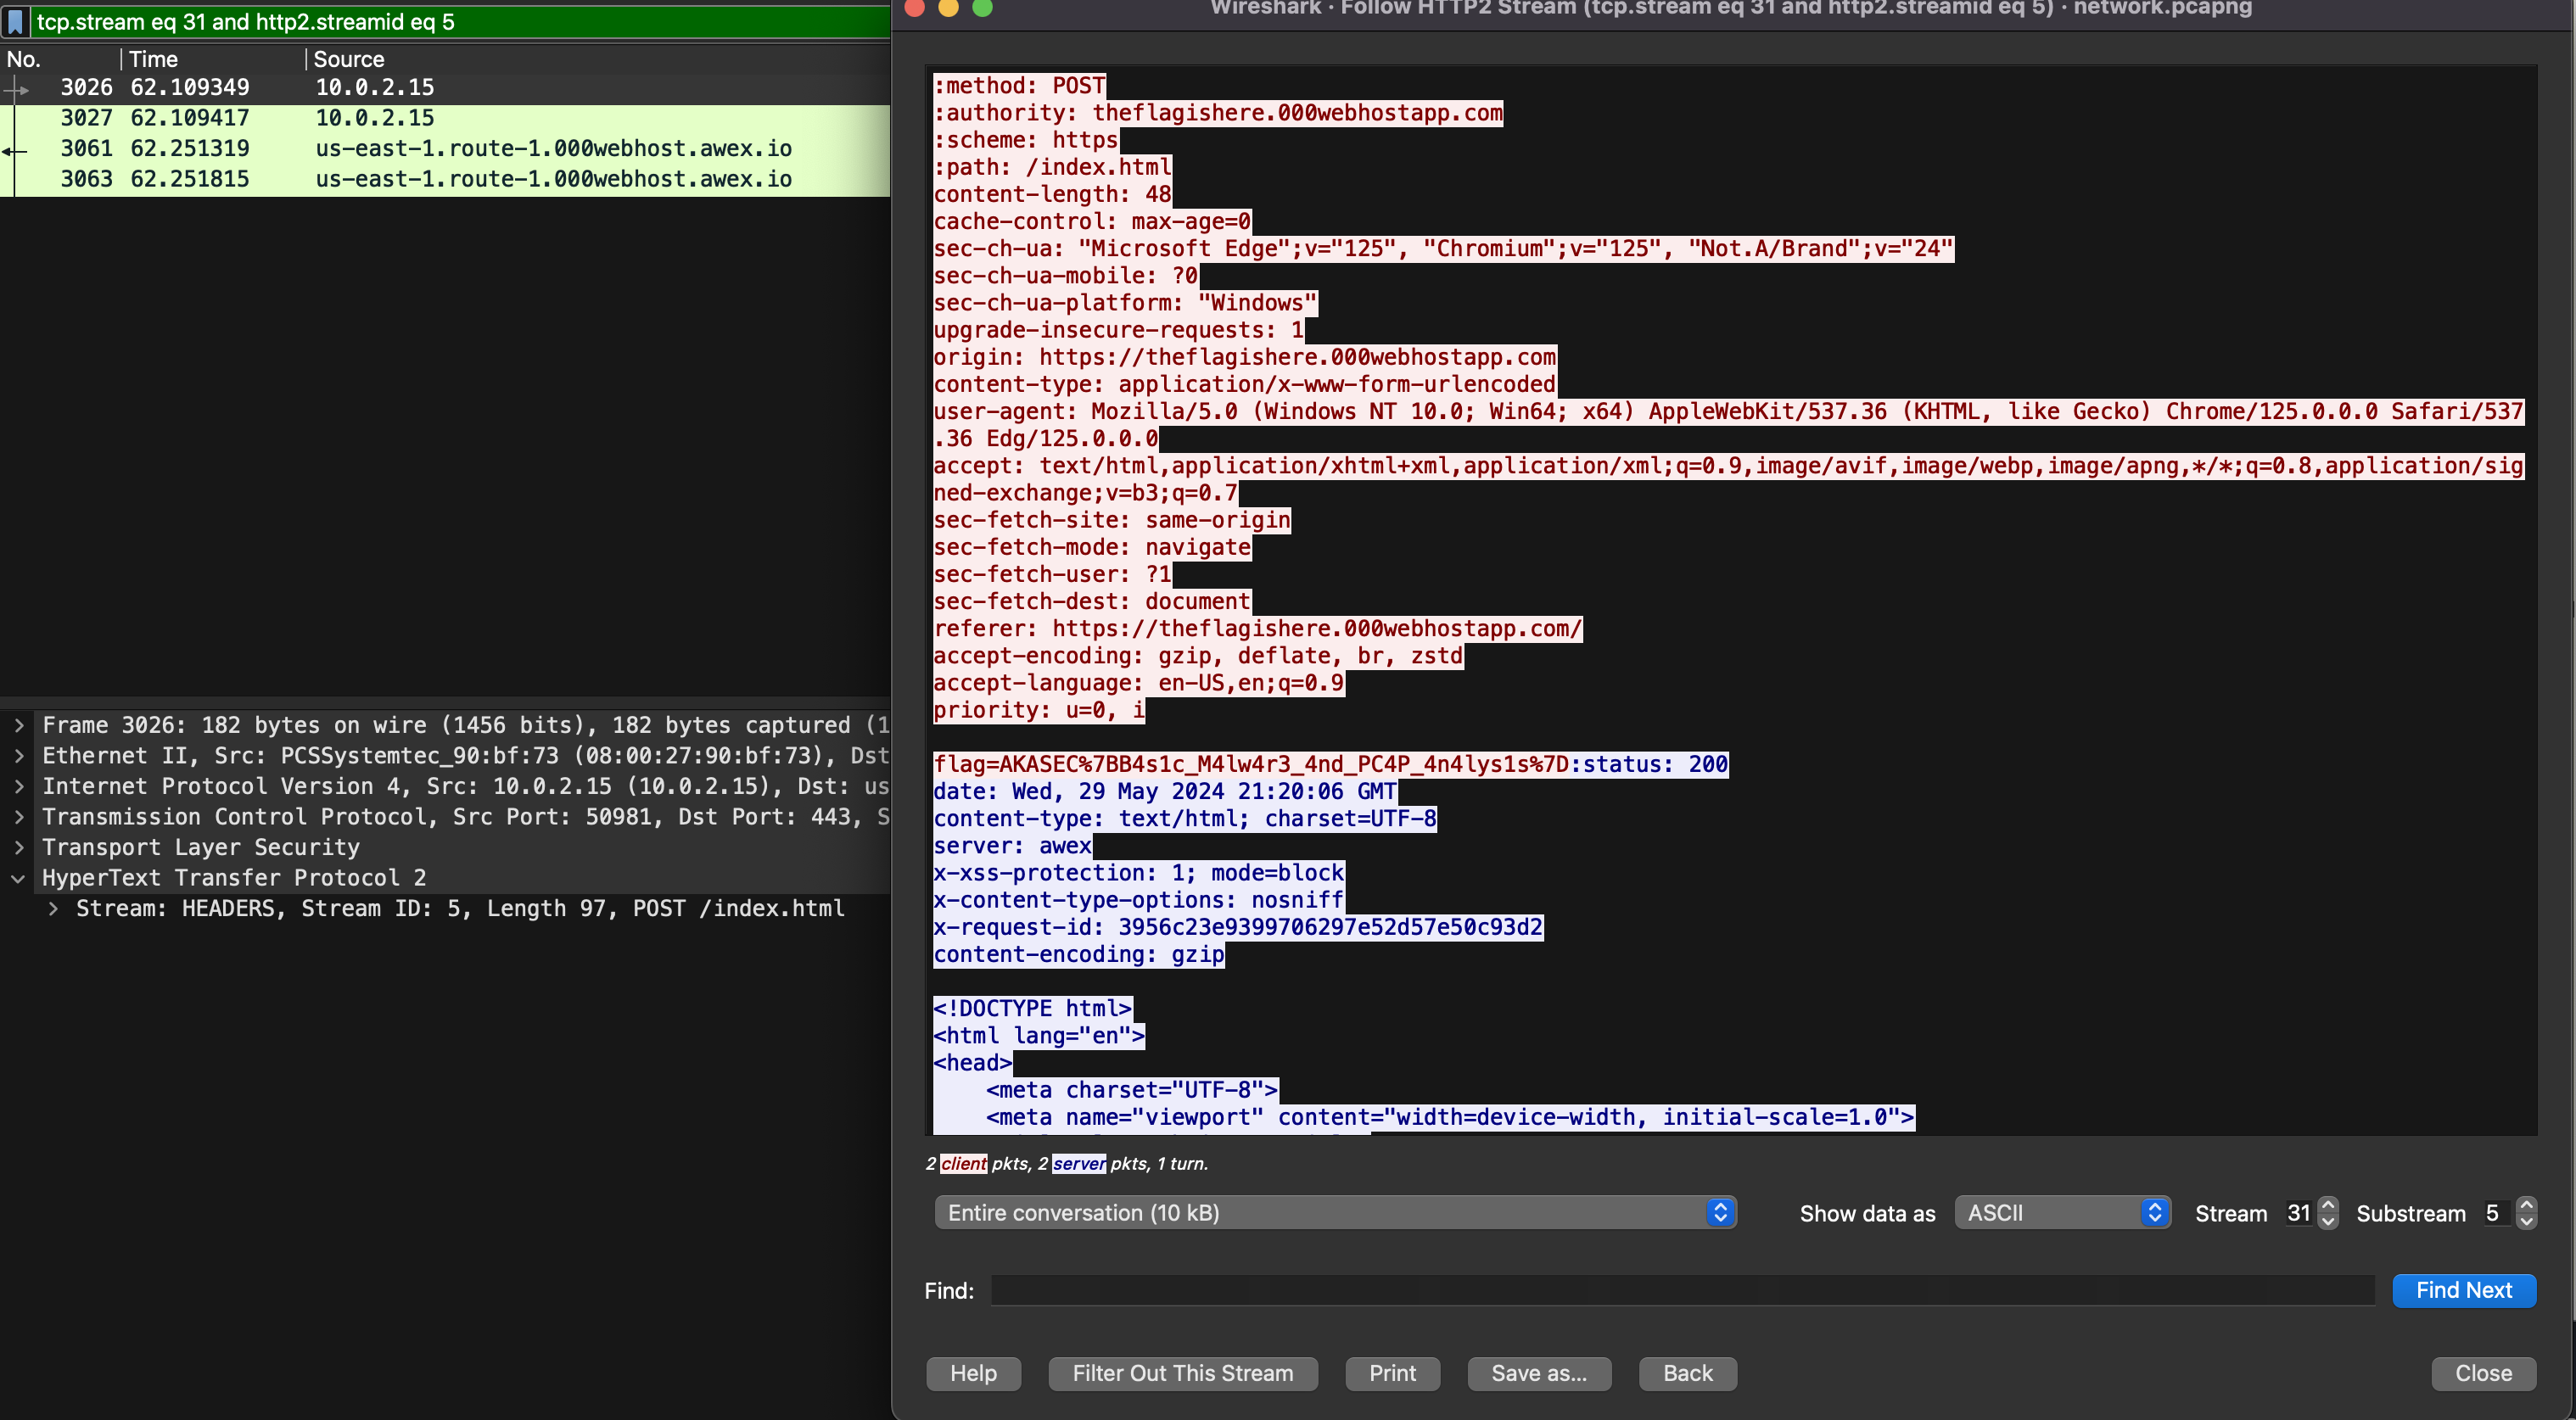 tcp.stream eq 31 and http2.streamid eq 5
No. Time Source
3026 62.109349 10.0.2.15
3027 62.109417 10.0.2.15
3061 62.251319 us-east-1.route-1.000webhost.awex.io
3063 62.251815 us-east-1.route-1.000webhost.awex.io
Frame 3026: 182 bytes on wire (1456 bits), 182 bytes captured (1
Ethernet II, Src: PCSSystemtec_90:bf:73 (08:00:27:90:bf:73), Dst
Internet Protocol Version 4, Src: 10.0.2.15 (10.0.2.15), Dst: us
Transmission Control Protocol, Src Port: 50981, Dst Port: 443, S
Transport Layer Security
HyperText Transfer Protocol 2
Stream: HEADERS, Stream ID: 5, Length 97, POST /index.html
Wireshark · Follow HTTP2 Stream (tcp.stream eq 31 and http2.streamid eq 5) · network.pcapng
:method: POST
:authority: theflagishere.000webhostapp.com
:scheme: https
:path: /index.html
content-length: 48
cache-control: max-age=0
sec-ch-ua: "Microsoft Edge";v="125", "Chromium";v="125", "Not.A/Brand";v="24"
sec-ch-ua-mobile: ?0
sec-ch-ua-platform: "Windows"
upgrade-insecure-requests: 1
origin: https://theflagishere.000webhostapp.com
content-type: application/x-www-form-urlencoded
user-agent: Mozilla/5.0 (Windows NT 10.0; Win64; x64) AppleWebKit/537.36 (KHTML, like Gecko) Chrome/125.0.0.0 Safari/537
.36 Edg/125.0.0.0
accept: text/html,application/xhtml+xml,application/xml;q=0.9,image/avif,image/webp,image/apng,*/*;q=0.8,application/sig
ned-exchange;v=b3;q=0.7
sec-fetch-site: same-origin
sec-fetch-mode: navigate
sec-fetch-user: ?1
sec-fetch-dest: document
referer: https://theflagishere.000webhostapp.com/
accept-encoding: gzip, deflate, br, zstd
accept-language: en-US,en;q=0.9
priority: u=0, i
flag=AKASEC%7BB4s1c_M4lw4r3_4nd_PC4P_4n4lys1s%7D:status: 200
date: Wed, 29 May 2024 21:20:06 GMT
content-type: text/html; charset=UTF-8
server: awex
x-xss-protection: 1; mode=block
x-content-type-options: nosniff
x-request-id: 3956c23e9399706297e52d57e50c93d2
content-encoding: gzip
<!DOCTYPE html>
<html lang="en">
<head>
<meta charset="UTF-8">
<meta name="viewport" content="width=device-width, initial-scale=1.0">
2 client pkts, 2 server pkts, 1 turn.
Entire conversation (10 kB) Show data as ASCII Stream 31 Substream 5
Find: Find Next
Help Filter Out This Stream Print Save as... Back Close